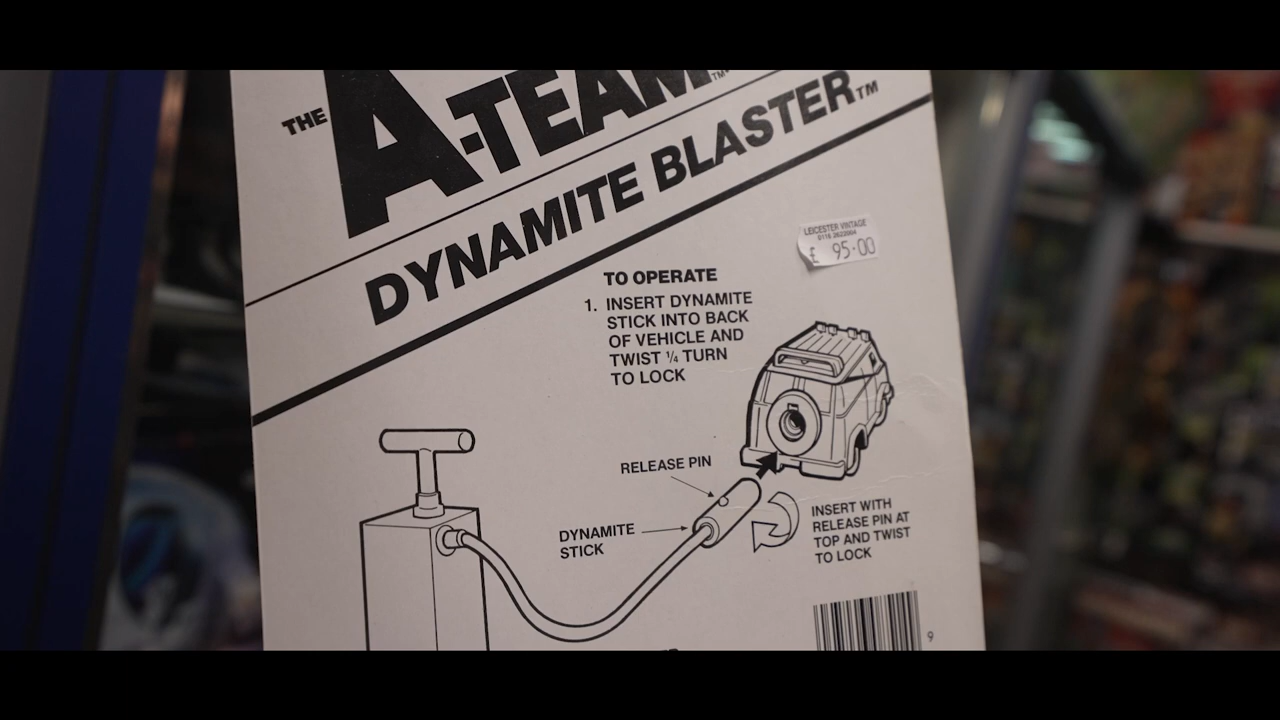 THE A-TEAM™
DYNAMITE BLASTER™
LEICESTER VINTAGE
0116 2622004
£ 95·00
TO OPERATE
1. INSERT DYNAMITE
STICK INTO BACK
OF VEHICLE AND
TWIST ¼ TURN
TO LOCK
RELEASE PIN
DYNAMITE
STICK
INSERT WITH
RELEASE PIN AT
TOP AND TWIST
TO LOCK
9